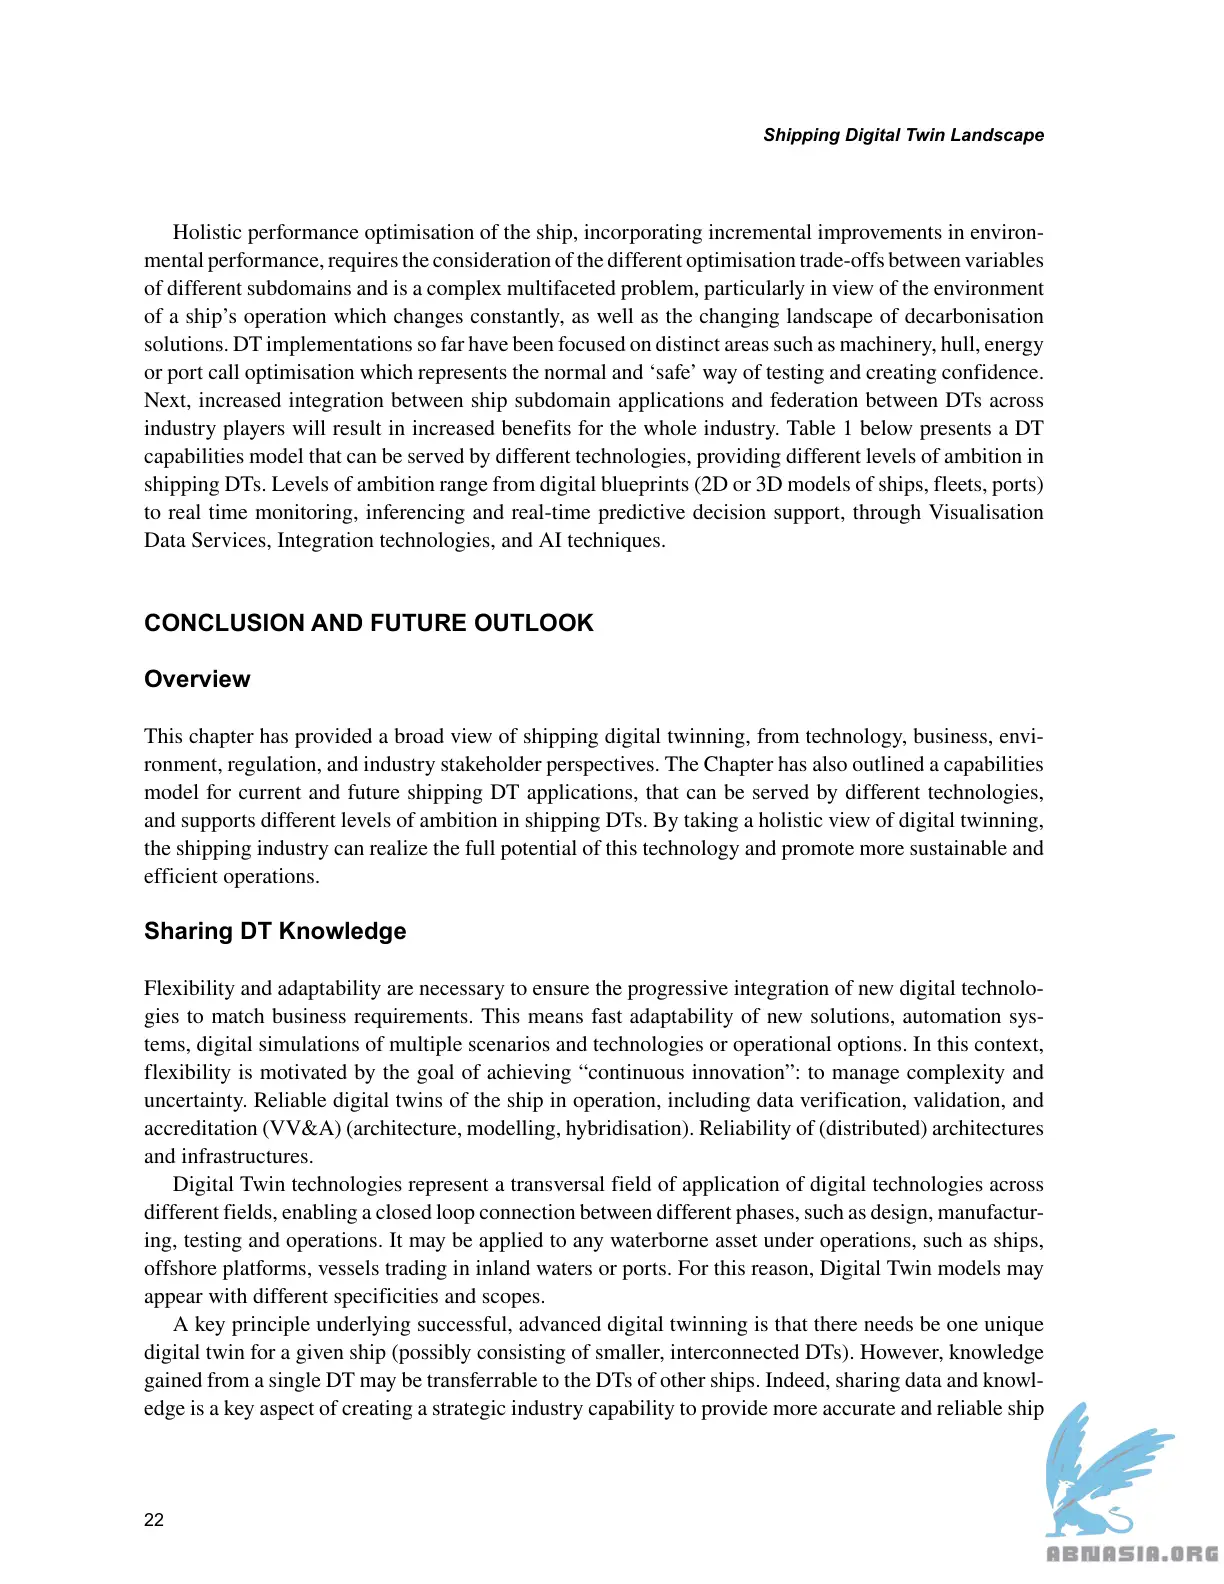 Shipping Digital Twin Landscape
Holistic performance optimisation of the ship, incorporating incremental improvements in environ-
mental performance, requires the consideration of the different optimisation trade-offs between variables
of different subdomains and is a complex multifaceted problem, particularly in view of the environment
of a ship’s operation which changes constantly, as well as the changing landscape of decarbonisation
solutions. DT implementations so far have been focused on distinct areas such as machinery, hull, energy
or port call optimisation which represents the normal and ‘safe’ way of testing and creating confidence.
Next, increased integration between ship subdomain applications and federation between DTs across
industry players will result in increased benefits for the whole industry. Table 1 below presents a DT
capabilities model that can be served by different technologies, providing different levels of ambition in
shipping DTs. Levels of ambition range from digital blueprints (2D or 3D models of ships, fleets, ports)
to real time monitoring, inferencing and real-time predictive decision support, through Visualisation
Data Services, Integration technologies, and AI techniques.
CONCLUSION AND FUTURE OUTLOOK
Overview
This chapter has provided a broad view of shipping digital twinning, from technology, business, envi-
ronment, regulation, and industry stakeholder perspectives. The Chapter has also outlined a capabilities
model for current and future shipping DT applications, that can be served by different technologies,
and supports different levels of ambition in shipping DTs. By taking a holistic view of digital twinning,
the shipping industry can realize the full potential of this technology and promote more sustainable and
efficient operations.
Sharing DT Knowledge
Flexibility and adaptability are necessary to ensure the progressive integration of new digital technolo-
gies to match business requirements. This means fast adaptability of new solutions, automation sys-
tems, digital simulations of multiple scenarios and technologies or operational options. In this context,
flexibility is motivated by the goal of achieving “continuous innovation”: to manage complexity and
uncertainty. Reliable digital twins of the ship in operation, including data verification, validation, and
accreditation (VV&A) (architecture, modelling, hybridisation). Reliability of (distributed) architectures
and infrastructures.
Digital Twin technologies represent a transversal field of application of digital technologies across
different fields, enabling a closed loop connection between different phases, such as design, manufactur-
ing, testing and operations. It may be applied to any waterborne asset under operations, such as ships,
offshore platforms, vessels trading in inland waters or ports. For this reason, Digital Twin models may
appear with different specificities and scopes.
A key principle underlying successful, advanced digital twinning is that there needs be one unique
digital twin for a given ship (possibly consisting of smaller, interconnected DTs). However, knowledge
gained from a single DT may be transferrable to the DTs of other ships. Indeed, sharing data and knowl-
edge is a key aspect of creating a strategic industry capability to provide more accurate and reliable ship
22
ABNASIA.ORG